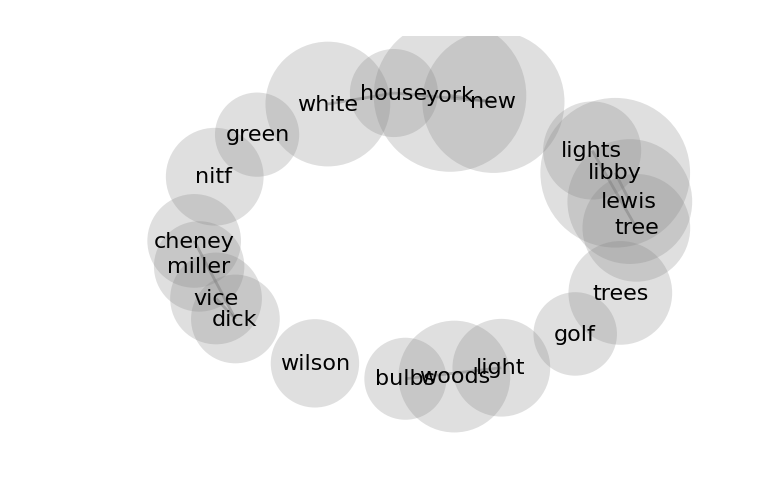 house
york
new
white
green
lights
libby
nitf
lewis
tree
cheney
miller
trees
vice
dick
golf
wilson
light
woods
bulbs